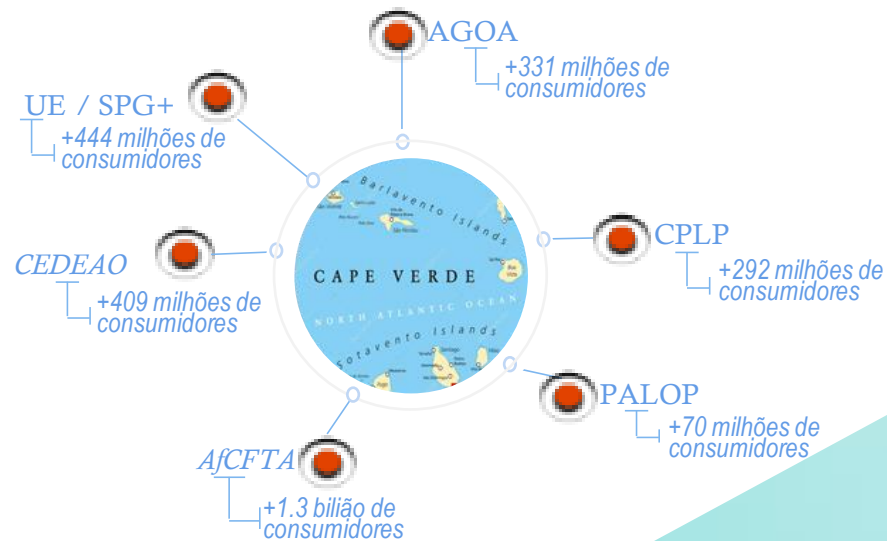 AGOA
+331 milhões de
consumidores
UE / SPG+
+444 milhões de
consumidores
CEDEAO
+409 milhões de
consumidores
CPLP
+292 milhões de
consumidores
PALOP
+70 milhões de
consumidores
AfCFTA
+1.3 bilião de
consumidores
Barlavento Islands
CAPE VERDE
NORTH ATLANTIC OCEAN
Sotavento Islands
Santiago